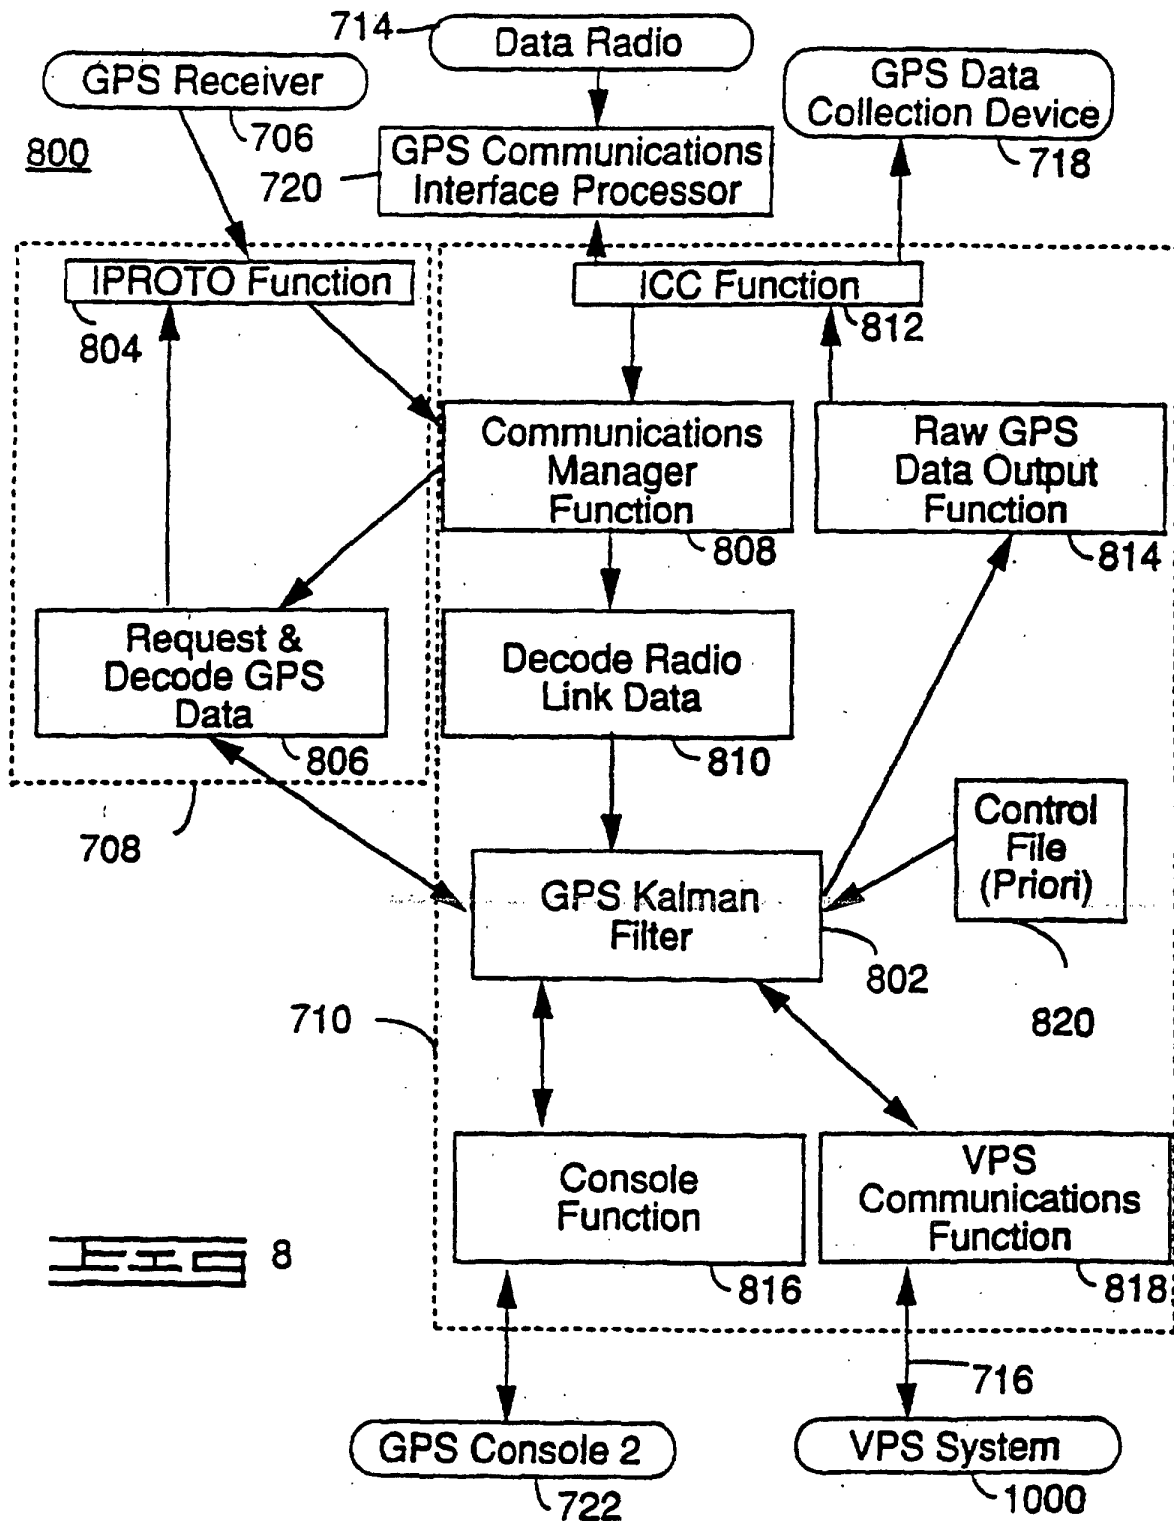 714
Data Radio
GPS Receiver
706
GPS Data
Collection Device
718
800
720
GPS Communications
Interface Processor
IPROTO Function
804
ICC Function
812
Communications
Manager
Function
808
Raw GPS
Data Output
Function
814
Request &
Decode GPS
Data
806
Decode Radio
Link Data
810
708
Control
File
(Priori)
820
GPS Kalman
Filter
802
710
Console
Function
816
VPS
Communications
Function
818
FIG 8
716
GPS Console 2
722
VPS System
1000